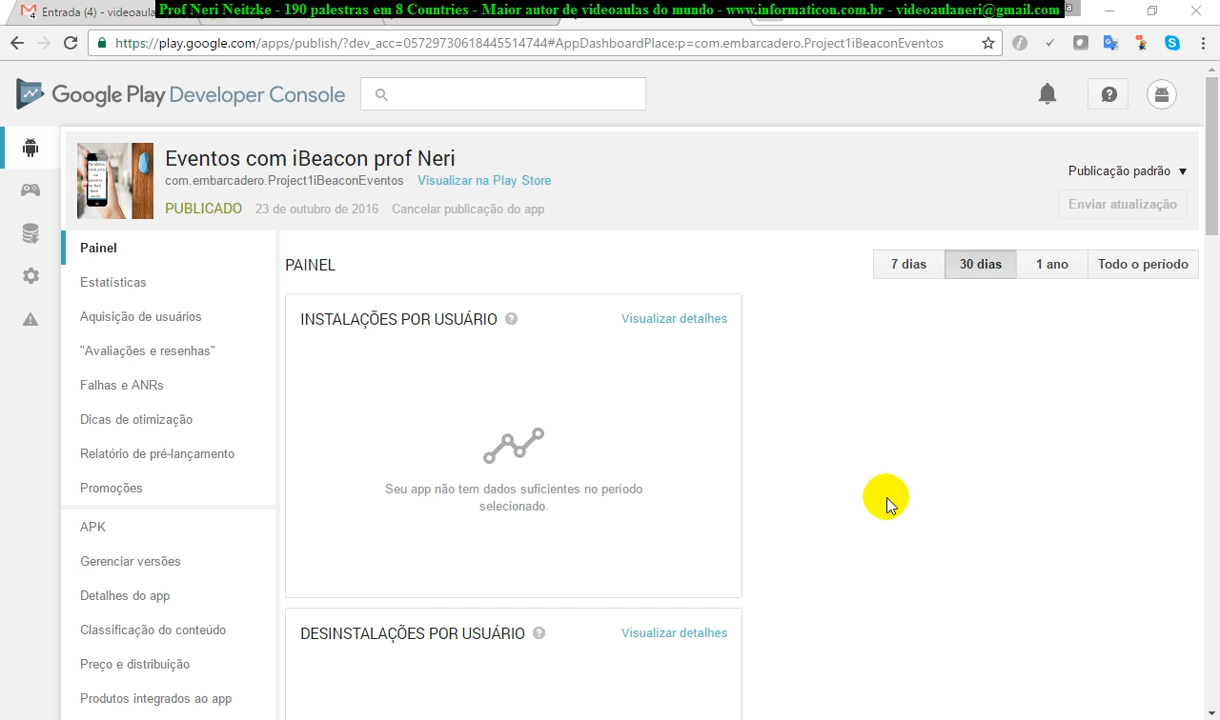 Entrada (4) - videoaula
Prof Neri Neitzke - 190 palestras em 8 Countries - Maior autor de videoaulas do mundo - www.informaticon.com.br - videoaulaneri@gmail.com
https://play.google.com/apps/publish/?dev_acc=05729730618445514744#AppDashboardPlace:p=com.embarcadero.Project1iBeaconEventos
Google Play Developer Console
Eventos com iBeacon prof Neri
com.embarcadero.Project1iBeaconEventos Visualizar na Play Store
PUBLICADO 23 de outubro de 2016 Cancelar publicação do app
Publicação padrão
Enviar atualização
Painel
Estatísticas
Aquisição de usuários
"Avaliações e resenhas"
Falhas e ANRs
Dicas de otimização
Relatório de pré-lançamento
Promoções
APK
Gerenciar versões
Detalhes do app
Classificação do conteúdo
Preço e distribuição
Produtos integrados ao app
PAINEL
7 dias 30 dias 1 ano Todo o período
INSTALAÇÕES POR USUÁRIO ? Visualizar detalhes
Seu app não tem dados suficientes no período
selecionado.
DESINSTALAÇÕES POR USUÁRIO ? Visualizar detalhes